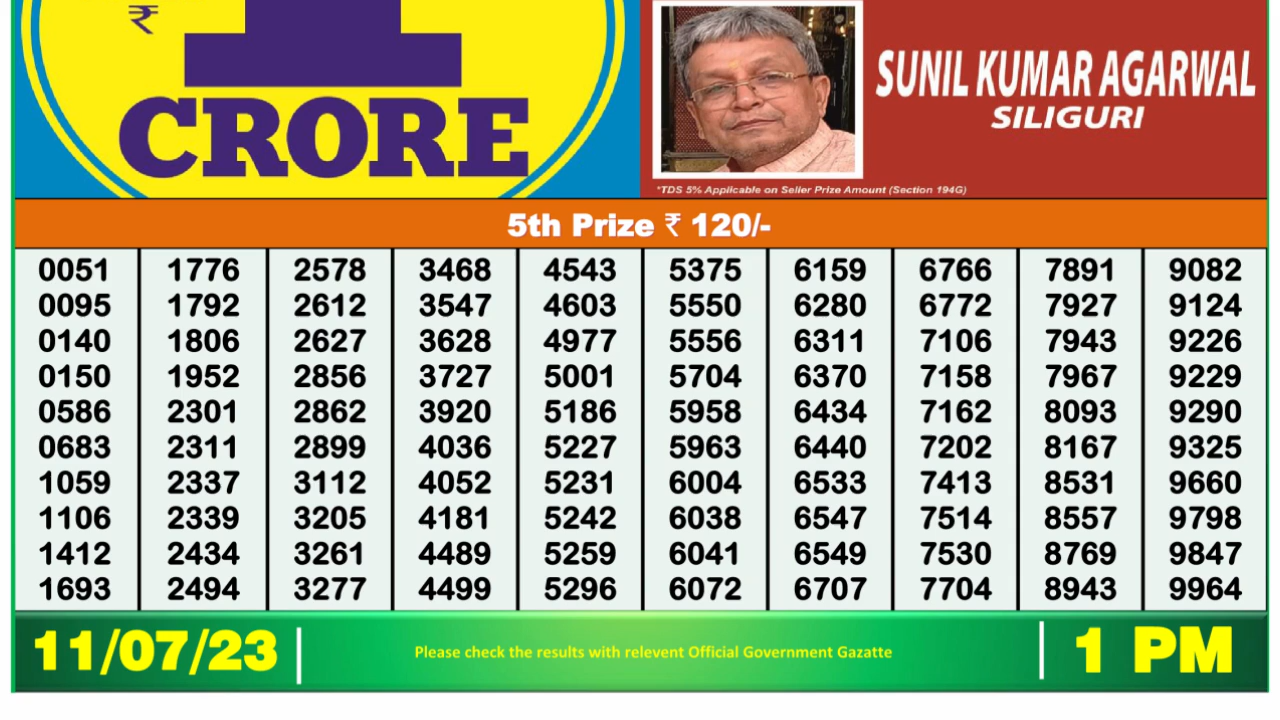 ₹
1
CRORE
SUNIL KUMAR AGARWAL
SILIGURI
*TDS 5% Applicable on Seller Prize Amount (Section 194G)
5th Prize ₹ 120/-
0051 1776 2578 3468 4543 5375 6159 6766 7891 9082
0095 1792 2612 3547 4603 5550 6280 6772 7927 9124
0140 1806 2627 3628 4977 5556 6311 7106 7943 9226
0150 1952 2856 3727 5001 5704 6370 7158 7967 9229
0586 2301 2862 3920 5186 5958 6434 7162 8093 9290
0683 2311 2899 4036 5227 5963 6440 7202 8167 9325
1059 2337 3112 4052 5231 6004 6533 7413 8531 9660
1106 2339 3205 4181 5242 6038 6547 7514 8557 9798
1412 2434 3261 4489 5259 6041 6549 7530 8769 9847
1693 2494 3277 4499 5296 6072 6707 7704 8943 9964
11/07/23
Please check the results with relevent Official Government Gazatte
1 PM